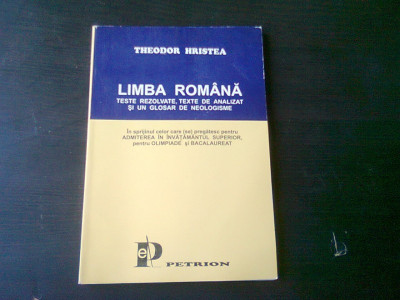 THEODOR HRISTEA
LIMBA ROMÂNĂ
TESTE REZOLVATE, TEXTE DE ANALIZAT
ȘI UN GLOSAR DE NEOLOGISME
În sprijinul celor care (se) pregătesc pentru
ADMITEREA ÎN ÎNVĂȚĂMÂNTUL SUPERIOR,
pentru OLIMPIADE și BACALAUREAT
PETRION